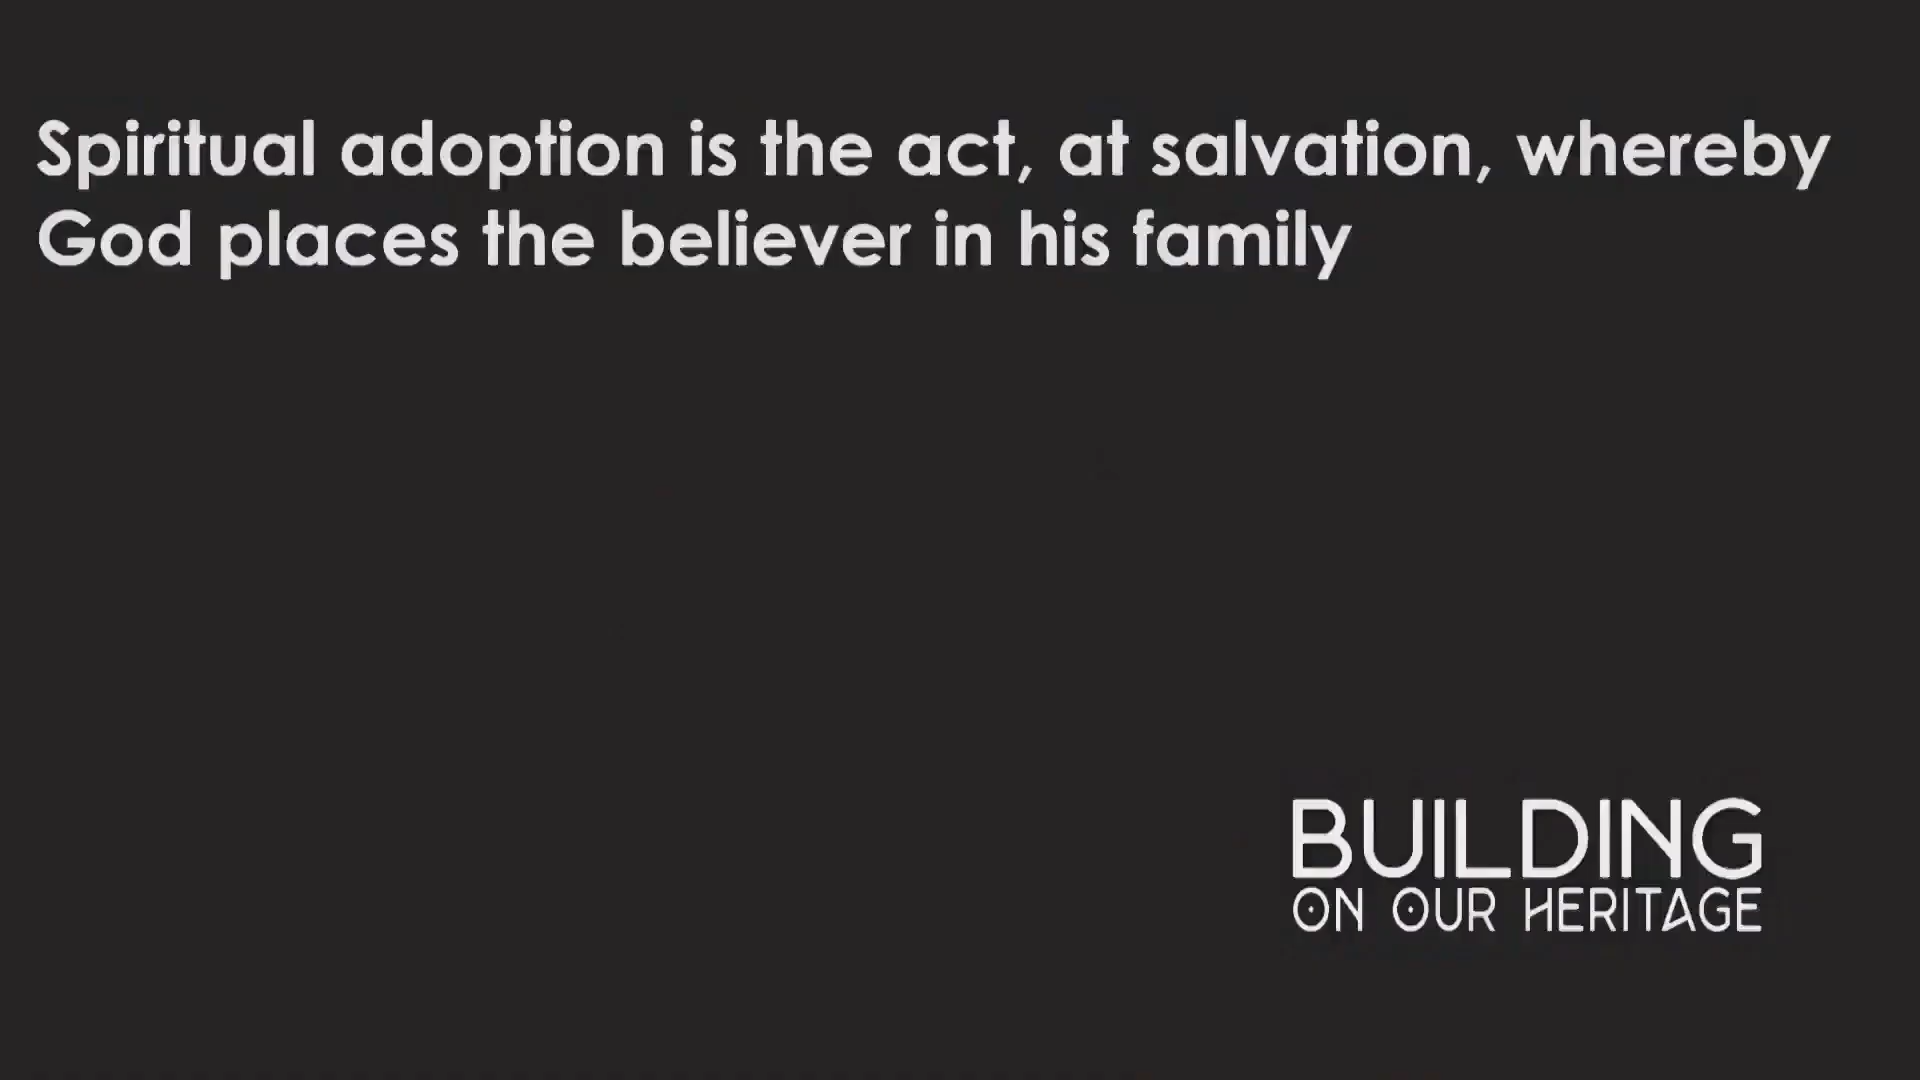 Spiritual adoption is the act, at salvation, whereby
God places the believer in his family
BUILDING
ON OUR HERITAGE